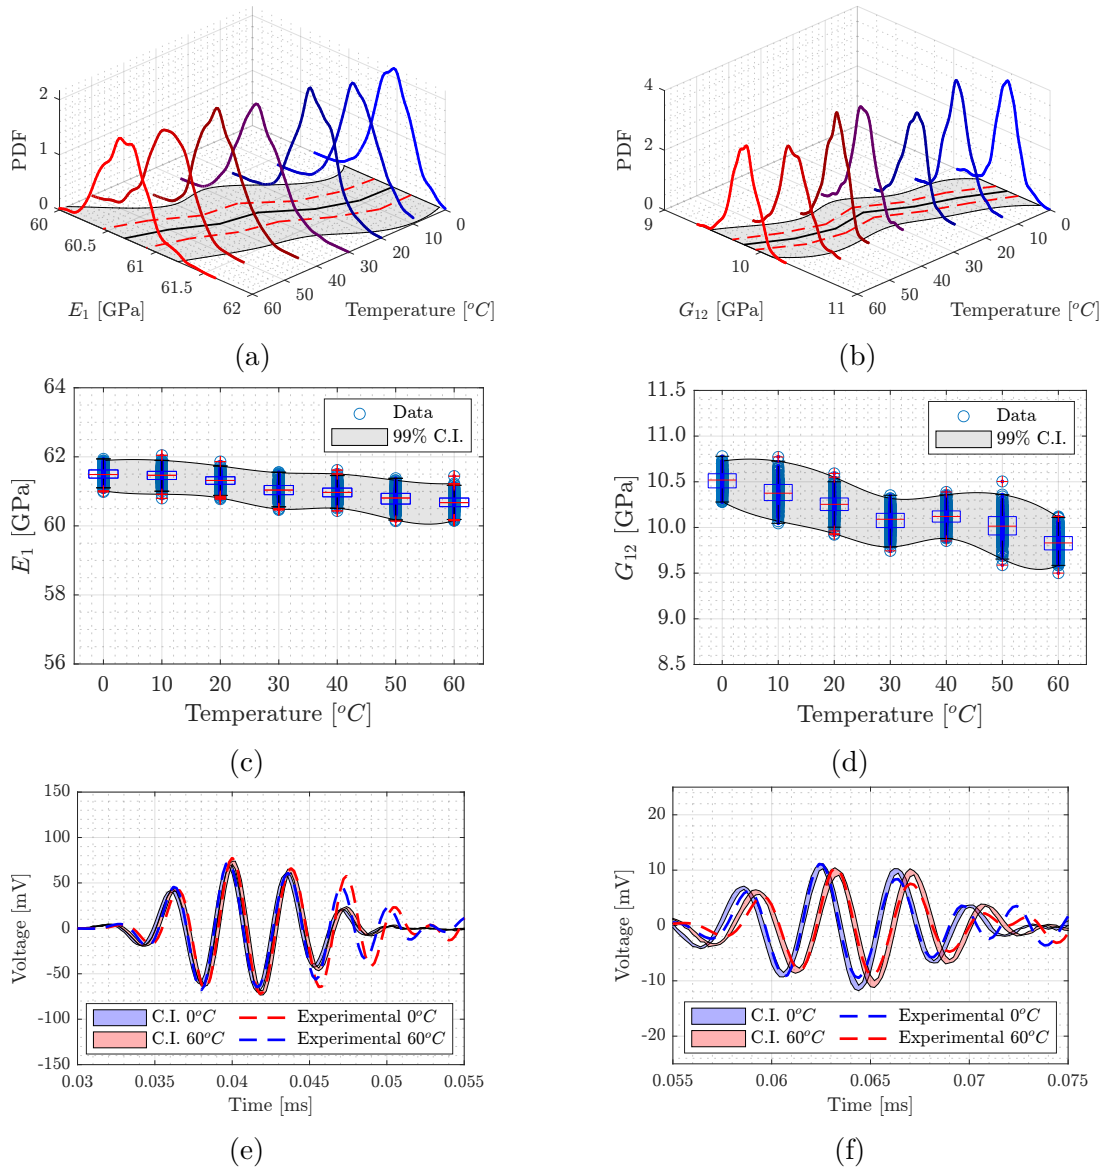 2
1
0
PDF
60
60.5
61
61.5
62
E₁ [GPa]
60
50
40
30
20
10
0
Temperature [°C]
(a)
4
2
0
PDF
9
10
11
G₁₂ [GPa]
60
50
40
30
20
10
0
Temperature [°C]
(b)
64
62
60
58
56
E₁ [GPa]
Data
99% C.I.
0 10 20 30 40 50 60
Temperature [°C]
(c)
11.5
11.0
10.5
10.0
9.5
9.0
8.5
G₁₂ [GPa]
Data
99% C.I.
0 10 20 30 40 50 60
Temperature [°C]
(d)
150
100
50
0
-50
-100
-150
Voltage [mV]
C.I. 0°C Experimental 0°C
C.I. 60°C Experimental 60°C
0.03 0.035 0.04 0.045 0.05 0.055
Time [ms]
(e)
20
10
0
-10
-20
Voltage [mV]
C.I. 0°C Experimental 0°C
C.I. 60°C Experimental 60°C
0.055 0.06 0.065 0.07 0.075
Time [ms]
(f)